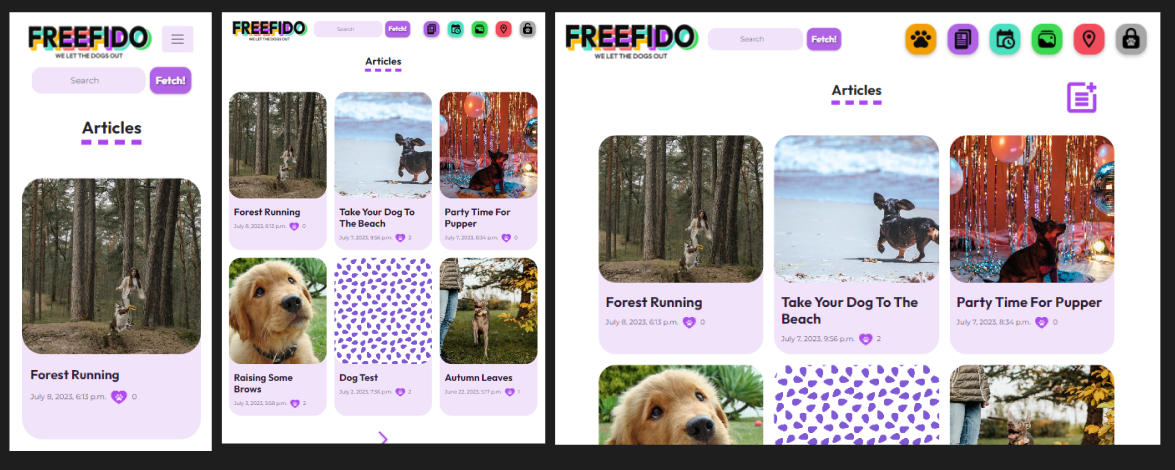 FREEFIDO
WE LET THE DOGS OUT
Search
Fetch!
Articles
Forest Running
July 8, 2023, 6:13 p.m. 0
FREEFIDO
WE LET THE DOGS OUT
Search
Fetch!
Articles
Forest Running
July 8, 2023, 6:13 p.m. 0
Take Your Dog To
The Beach
July 7, 2023, 9:56 p.m. 2
Party Time For
Pupper
July 7, 2023, 8:34 p.m. 0
Raising Some
Brows
July 3, 2023, 3:58 p.m. 2
Dog Test
July 2, 2023, 7:36 p.m. 2
Autumn Leaves
June 22, 2023, 5:17 p.m. 1
FREEFIDO
WE LET THE DOGS OUT
Search
Fetch!
Articles
Forest Running
July 8, 2023, 6:13 p.m. 0
Take Your Dog To The
Beach
July 7, 2023, 9:56 p.m. 2
Party Time For Pupper
July 7, 2023, 8:34 p.m. 0